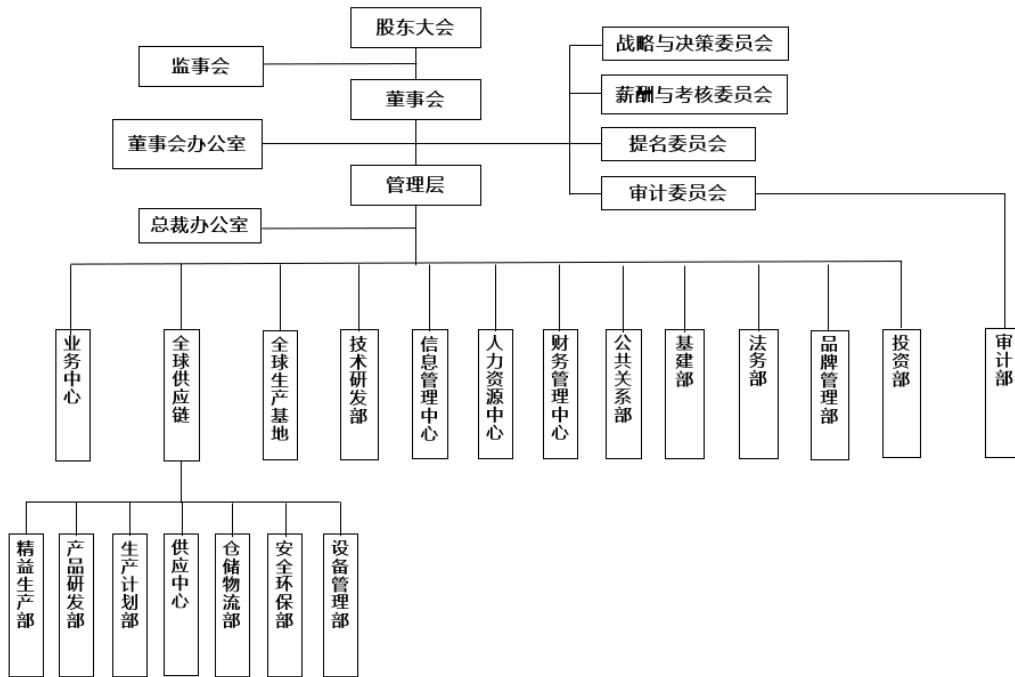 股东大会
战略与决策委员会
监事会
董事会
薪酬与考核委员会
董事会办公室
提名委员会
管理层
审计委员会
总裁办公室
业务中心
全球供应链
全球生产基地
技术研发部
信息管理中心
人力资源中心
财务管理中心
公共关系部
基建部
法务部
品牌管理部
投资部
审计部
精益生产部
产品研发部
生产计划部
供应中心
仓储物流部
安全环保部
设备管理部